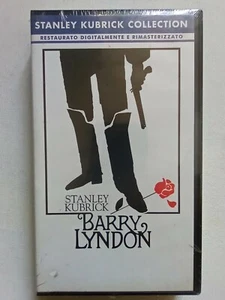 STANLEY KUBRICK COLLECTION
RESTAURATO DIGITALMENTE E RIMASTERIZZATO
STANLEY
KUBRICK
BARRY
LYNDON